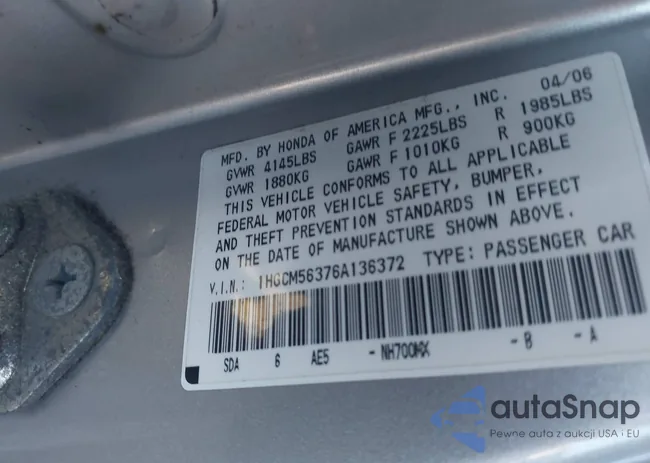 MFD. BY HONDA OF AMERICA MFG., INC. 04/06
GVWR 4145LBS GAWR F 2225LBS R 1985LBS
GVWR 1880KG GAWR F 1010KG R 900KG
THIS VEHICLE CONFORMS TO ALL APPLICABLE
FEDERAL MOTOR VEHICLE SAFETY, BUMPER,
AND THEFT PREVENTION STANDARDS IN EFFECT
ON THE DATE OF MANUFACTURE SHOWN ABOVE.
V.I.N.: 1HGCM56376A136372 TYPE: PASSENGER CAR
SDA 6 AE5 -NH700MX -B -A
autaSnap
Pewne auta z aukcji USA i EU